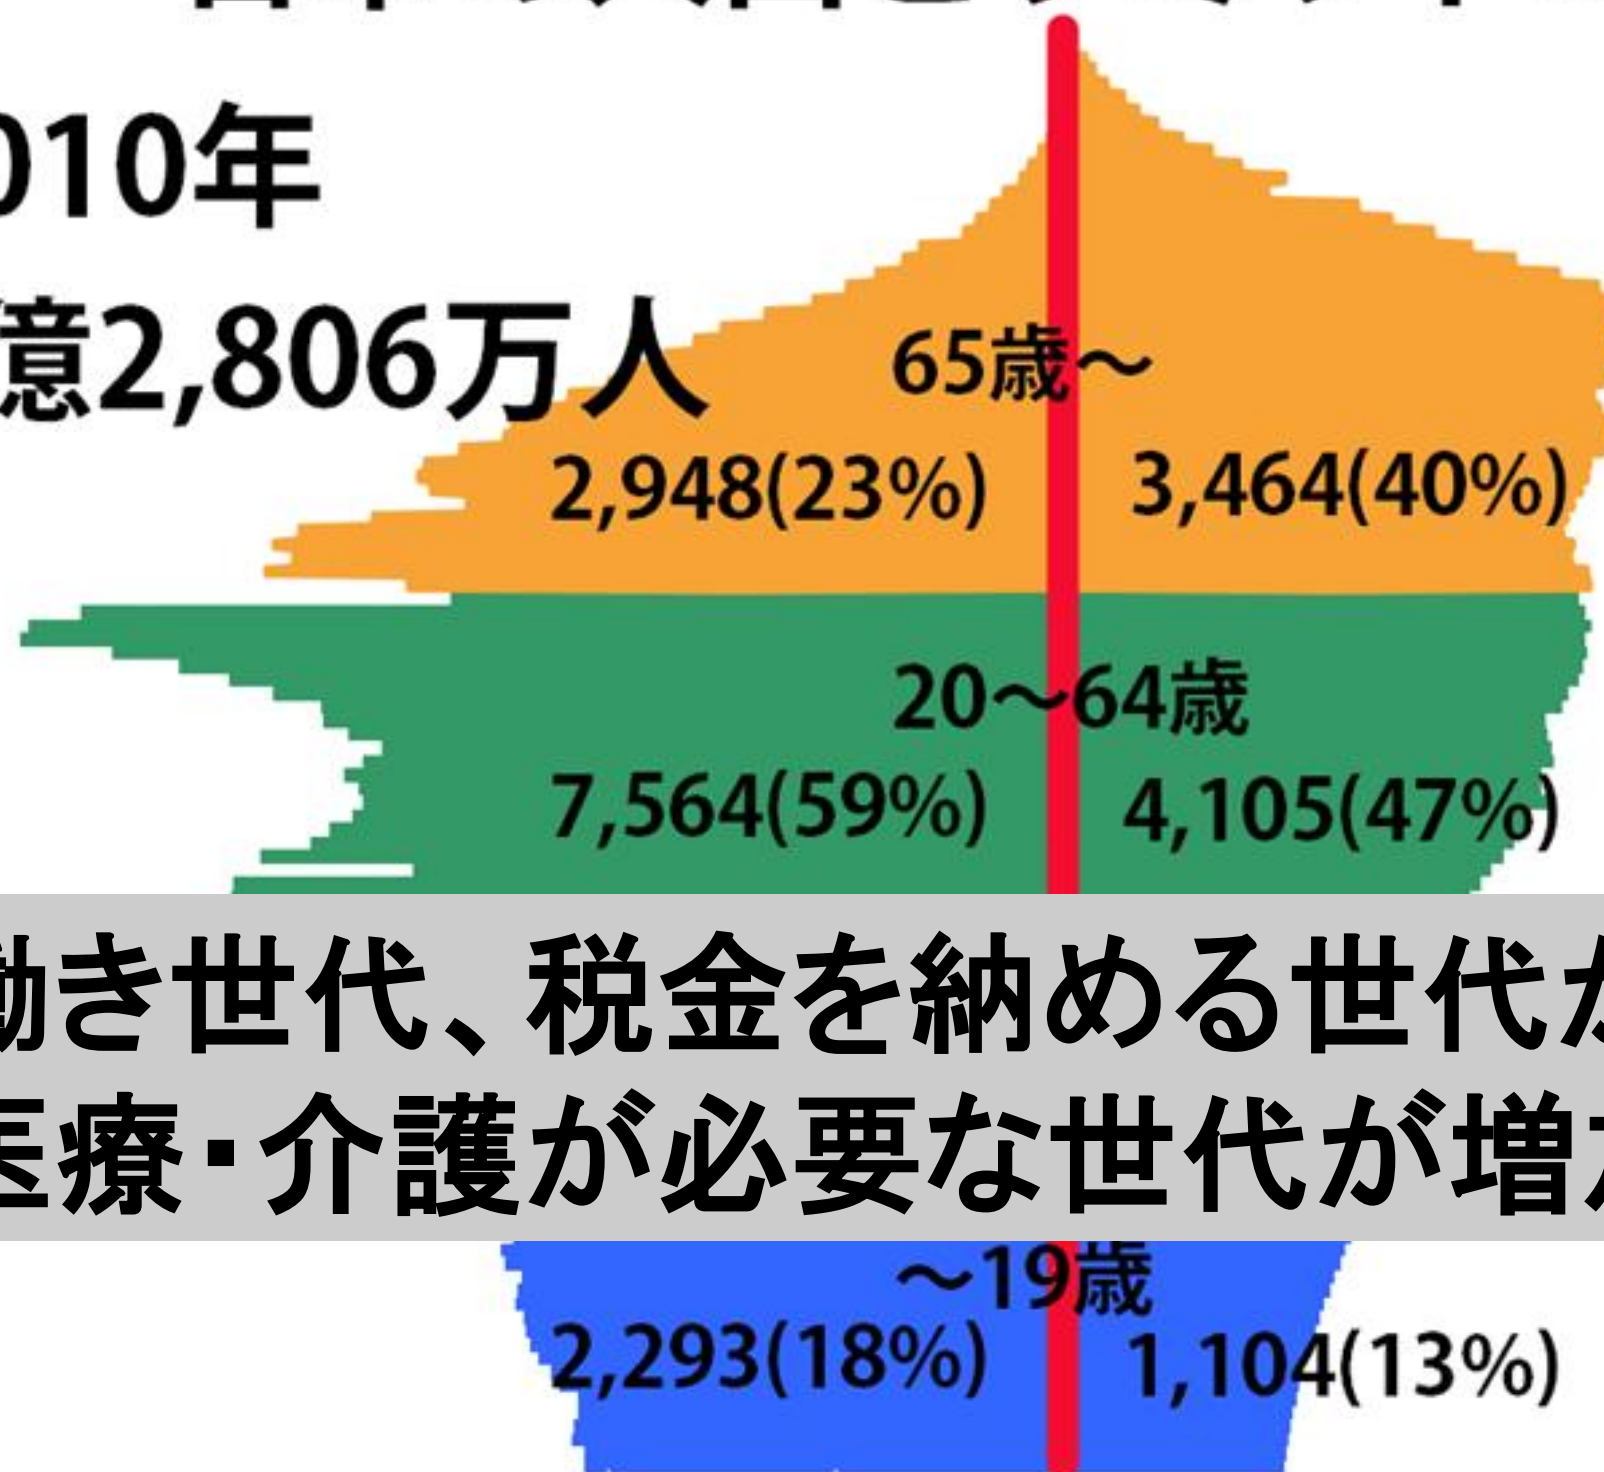 010年
億2,806万人
65歳～
2,948(23%) 3,464(40%)
20～64歳
7,564(59%) 4,105(47%)
働き世代、税金を納める世代が
医療・介護が必要な世代が増加
～19歳
2,293(18%) 1,104(13%)